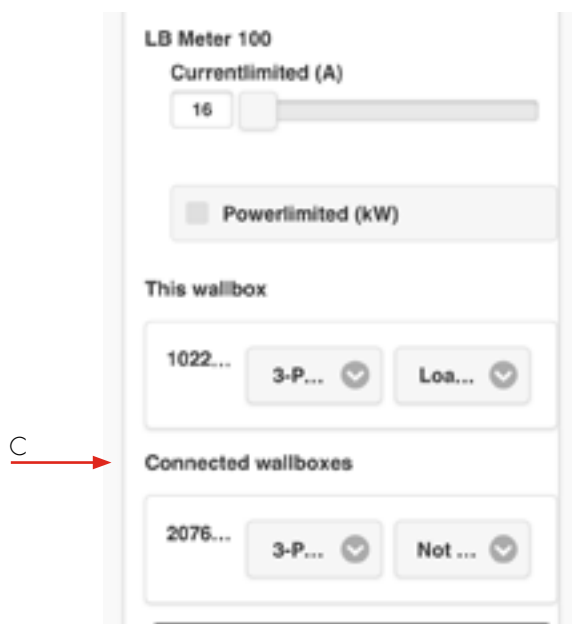 LB Meter 100
Currentlimited (A)
16
Powerlimited (kW)
This wallbox
1022... 3-P... Loa...
C
Connected wallboxes
2076... 3-P... Not ...